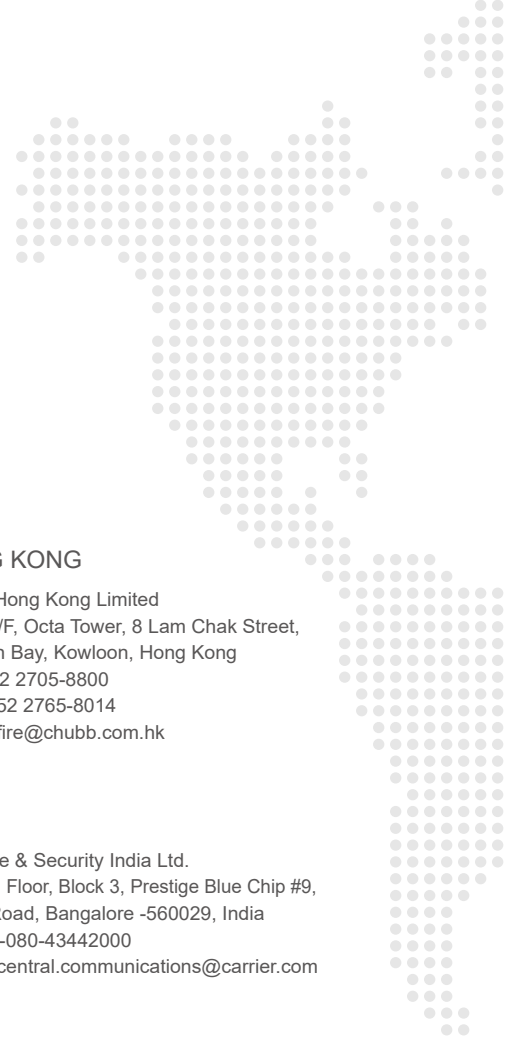 KONG
Hong Kong Limited
/F, Octa Tower, 8 Lam Chak Street,
Bay, Kowloon, Hong Kong
2 2705-8800
52 2765-8014
fire@chubb.com.hk
e & Security India Ltd.
Floor, Block 3, Prestige Blue Chip #9,
Road, Bangalore -560029, India
-080-43442000
central.communications@carrier.com